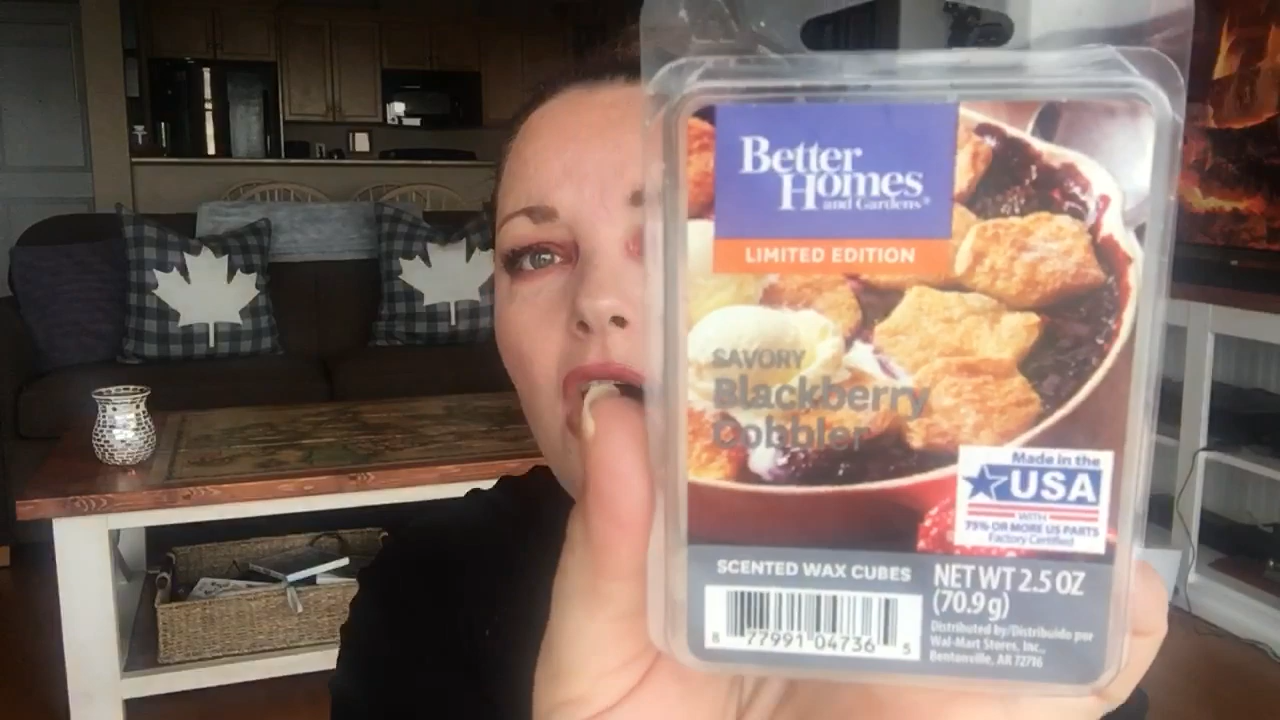 Better
Homes
and Gardens®
LIMITED EDITION
SAVORY
Blackberry
Cobbler
Made in the
USA
WITH
75% OR MORE US PARTS
Factory Certified
SCENTED WAX CUBES
NET WT 2.5 OZ
(70.9 g)
8 77991 04736 5
Distributed by/Distribuido por
Wal-Mart Stores, Inc.,
Bentonville, AR 72716